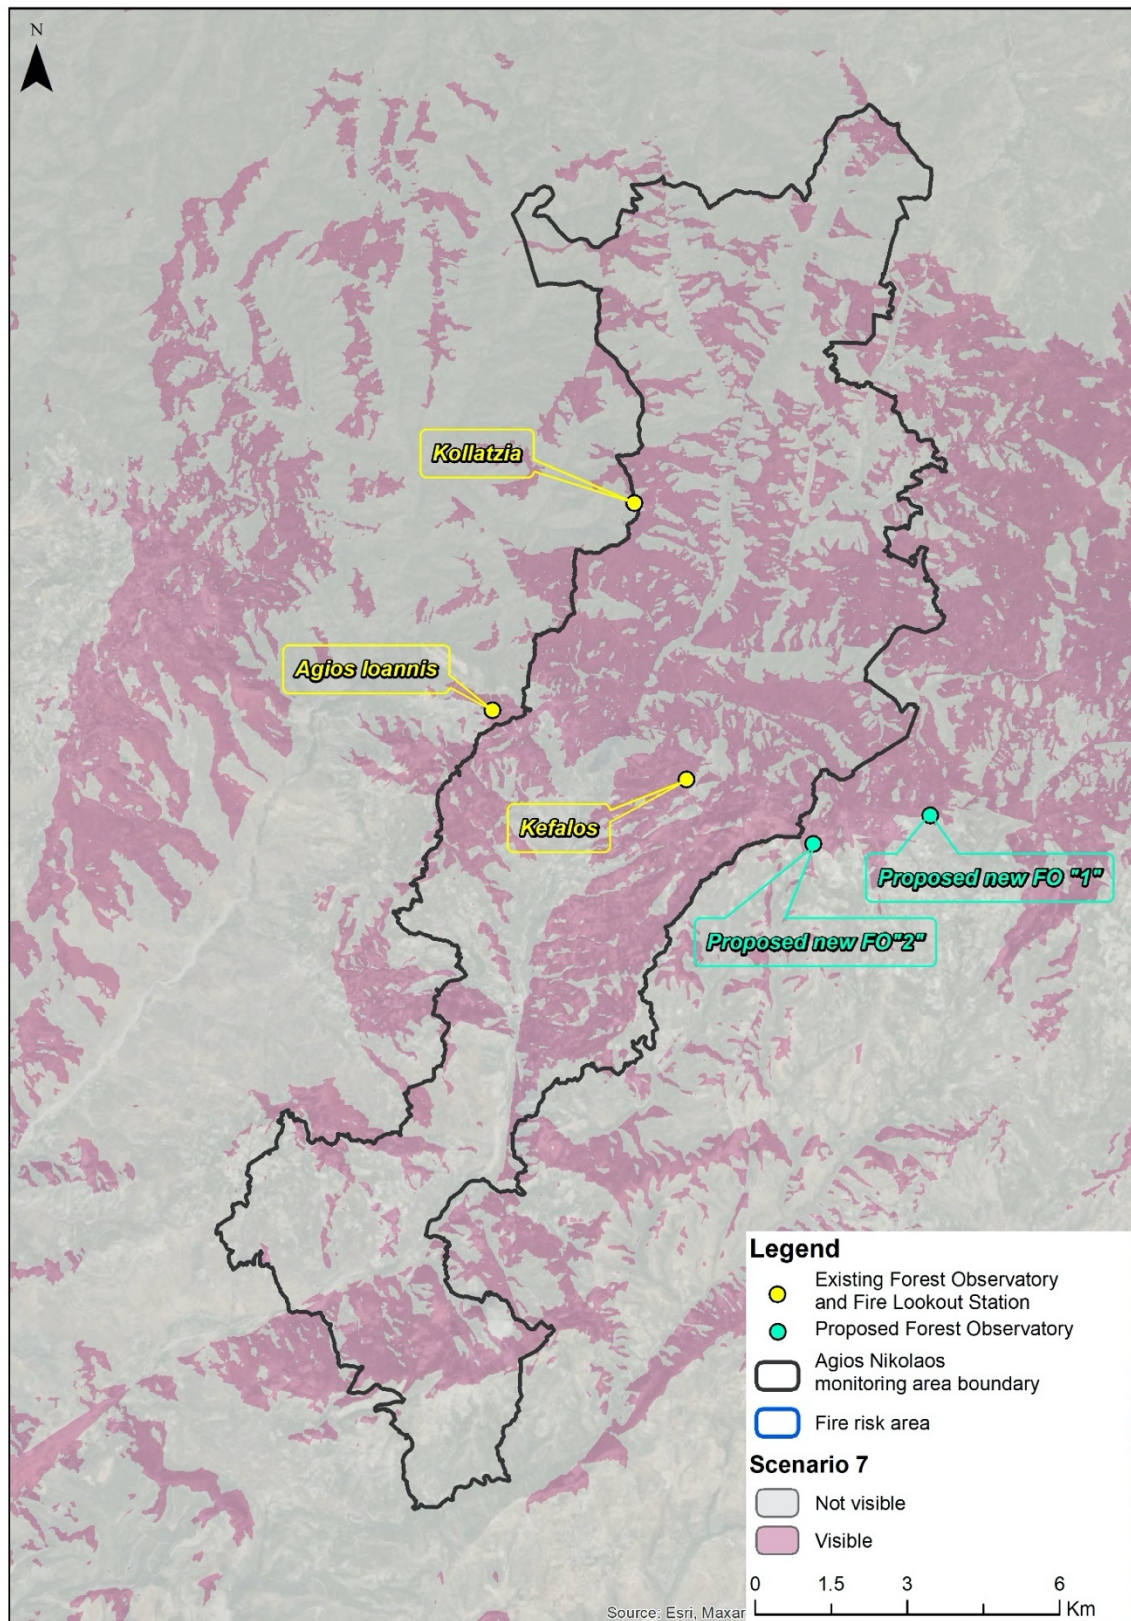 N
Kollatzia
Agios Ioannis
Kefalos
Proposed new FO "1"
Proposed new FO"2"
Legend
Existing Forest Observatory
and Fire Lookout Station
Proposed Forest Observatory
Agios Nikolaos
monitoring area boundary
Fire risk area
Scenario 7
Not visible
Visible
0 1.5 3 6
Km
Source: Esri, Maxar